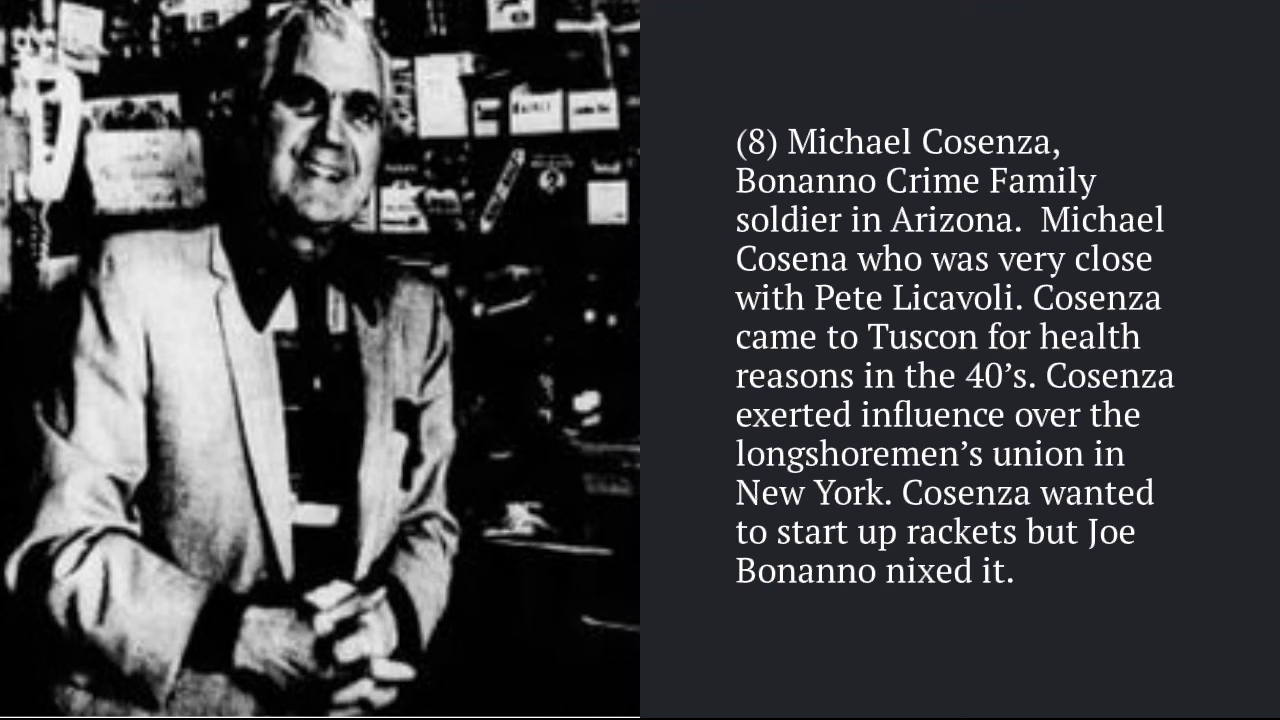 (8) Michael Cosenza,
Bonanno Crime Family
soldier in Arizona.  Michael
Cosena who was very close
with Pete Licavoli. Cosenza
came to Tuscon for health
reasons in the 40’s. Cosenza
exerted influence over the
longshoremen’s union in
New York. Cosenza wanted
to start up rackets but Joe
Bonanno nixed it.